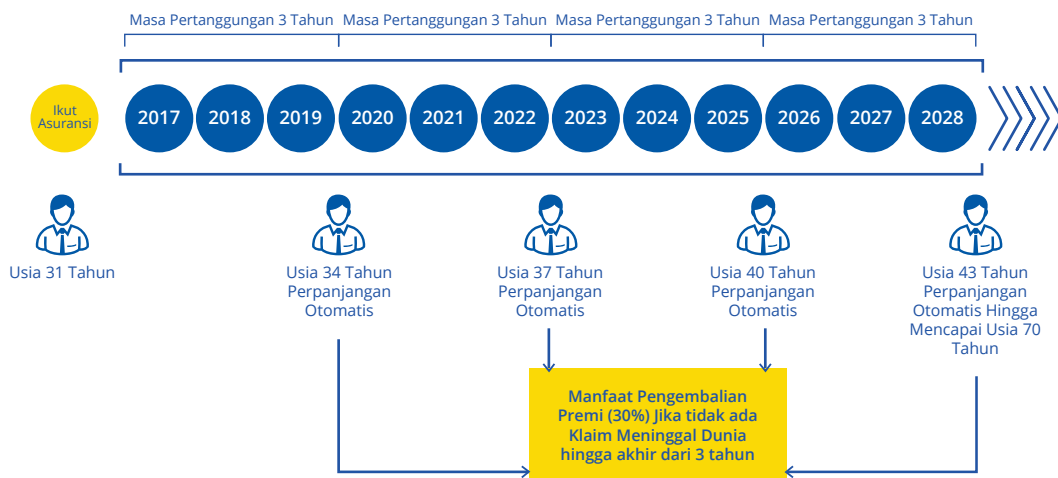 Masa Pertanggungan 3 Tahun
Masa Pertanggungan 3 Tahun
Masa Pertanggungan 3 Tahun
Masa Pertanggungan 3 Tahun
Ikut
Asuransi
2017
2018
2019
2020
2021
2022
2023
2024
2025
2026
2027
2028
Usia 31 Tahun
Usia 34 Tahun
Perpanjangan
Otomatis
Usia 37 Tahun
Perpanjangan
Otomatis
Usia 40 Tahun
Perpanjangan
Otomatis
Usia 43 Tahun
Perpanjangan
Otomatis Hingga
Mencapai Usia 70
Tahun
Manfaat Pengembalian
Premi (30%) Jika tidak ada
Klaim Meninggal Dunia
hingga akhir dari 3 tahun